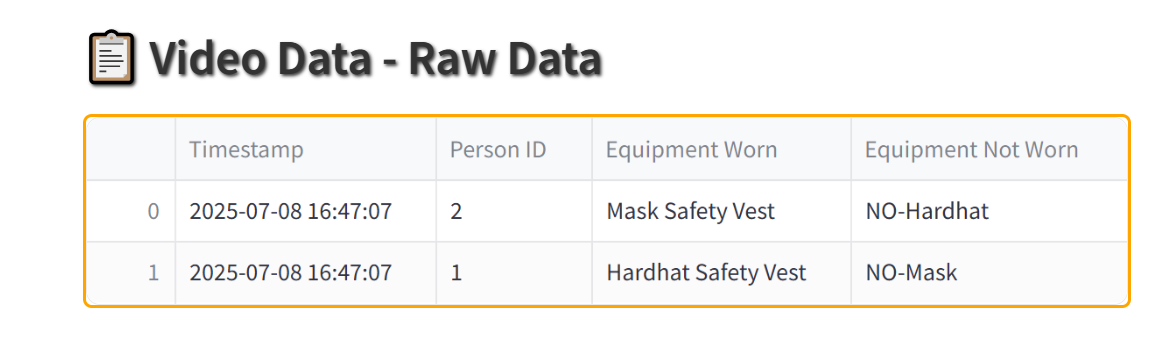 Video Data - Raw Data
Timestamp Person ID Equipment Worn Equipment Not Worn
0 2025-07-08 16:47:07 2 Mask Safety Vest NO-Hardhat
1 2025-07-08 16:47:07 1 Hardhat Safety Vest NO-Mask